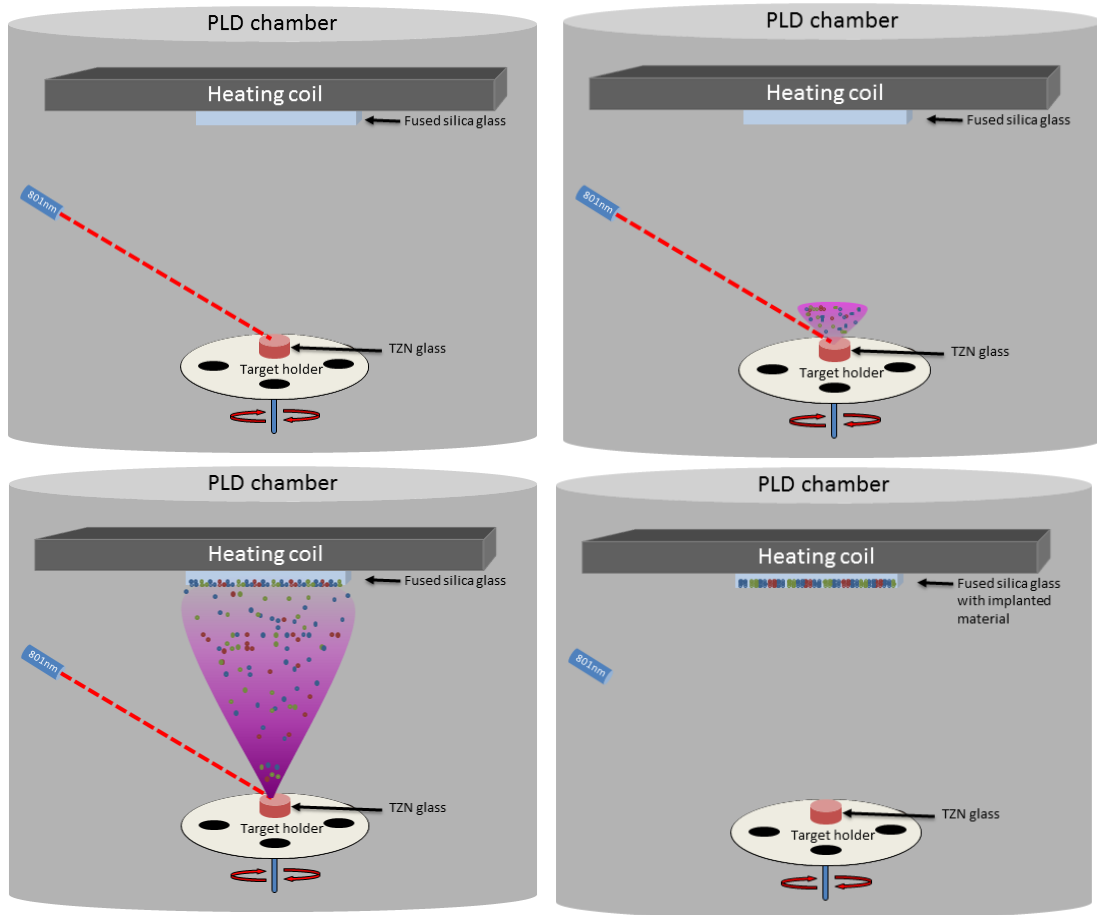 PLD chamber
Heating coil
Fused silica glass
801nm
TZN glass
Target holder
PLD chamber
Heating coil
Fused silica glass
801nm
TZN glass
Target holder
PLD chamber
Heating coil
Fused silica glass
801nm
TZN glass
Target holder
PLD chamber
Heating coil
Fused silica glass
with implanted
material
801nm
TZN glass
Target holder